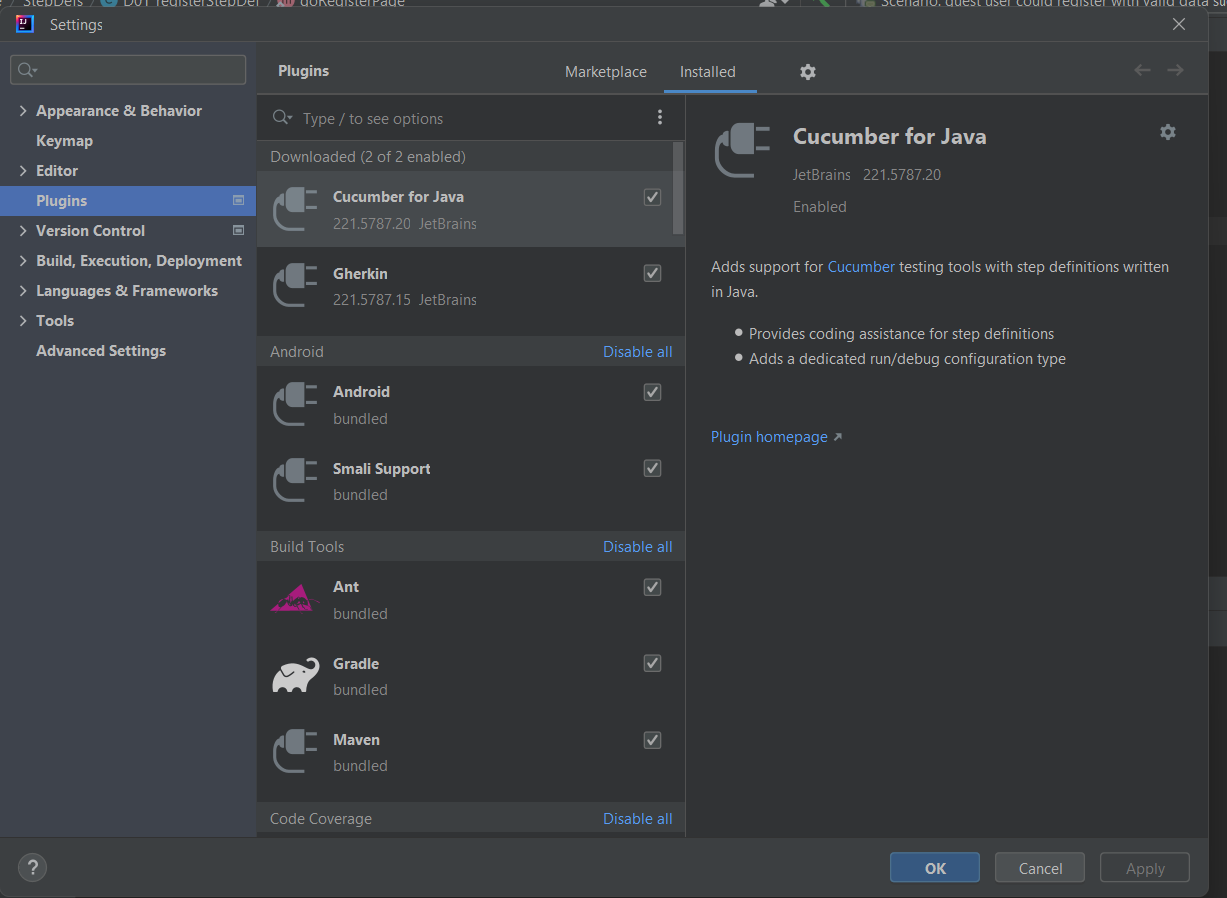 StepDefs
D01_registerStepDef
goRegisterPage
Scenario: guest user could register with valid data su
Settings
Appearance & Behavior
Keymap
Editor
Plugins
Version Control
Build, Execution, Deployment
Languages & Frameworks
Tools
Advanced Settings
Plugins
Marketplace
Installed
Type / to see options
Downloaded (2 of 2 enabled)
Cucumber for Java
221.5787.20 JetBrains
Gherkin
221.5787.15 JetBrains
Android Disable all
Android
bundled
Smali Support
bundled
Build Tools Disable all
Ant
bundled
Gradle
bundled
Maven
bundled
Code Coverage Disable all
Cucumber for Java
JetBrains 221.5787.20
Enabled
Adds support for Cucumber testing tools with step definitions written
in Java.
Provides coding assistance for step definitions
Adds a dedicated run/debug configuration type
Plugin homepage ↗
?
OK
Cancel
Apply